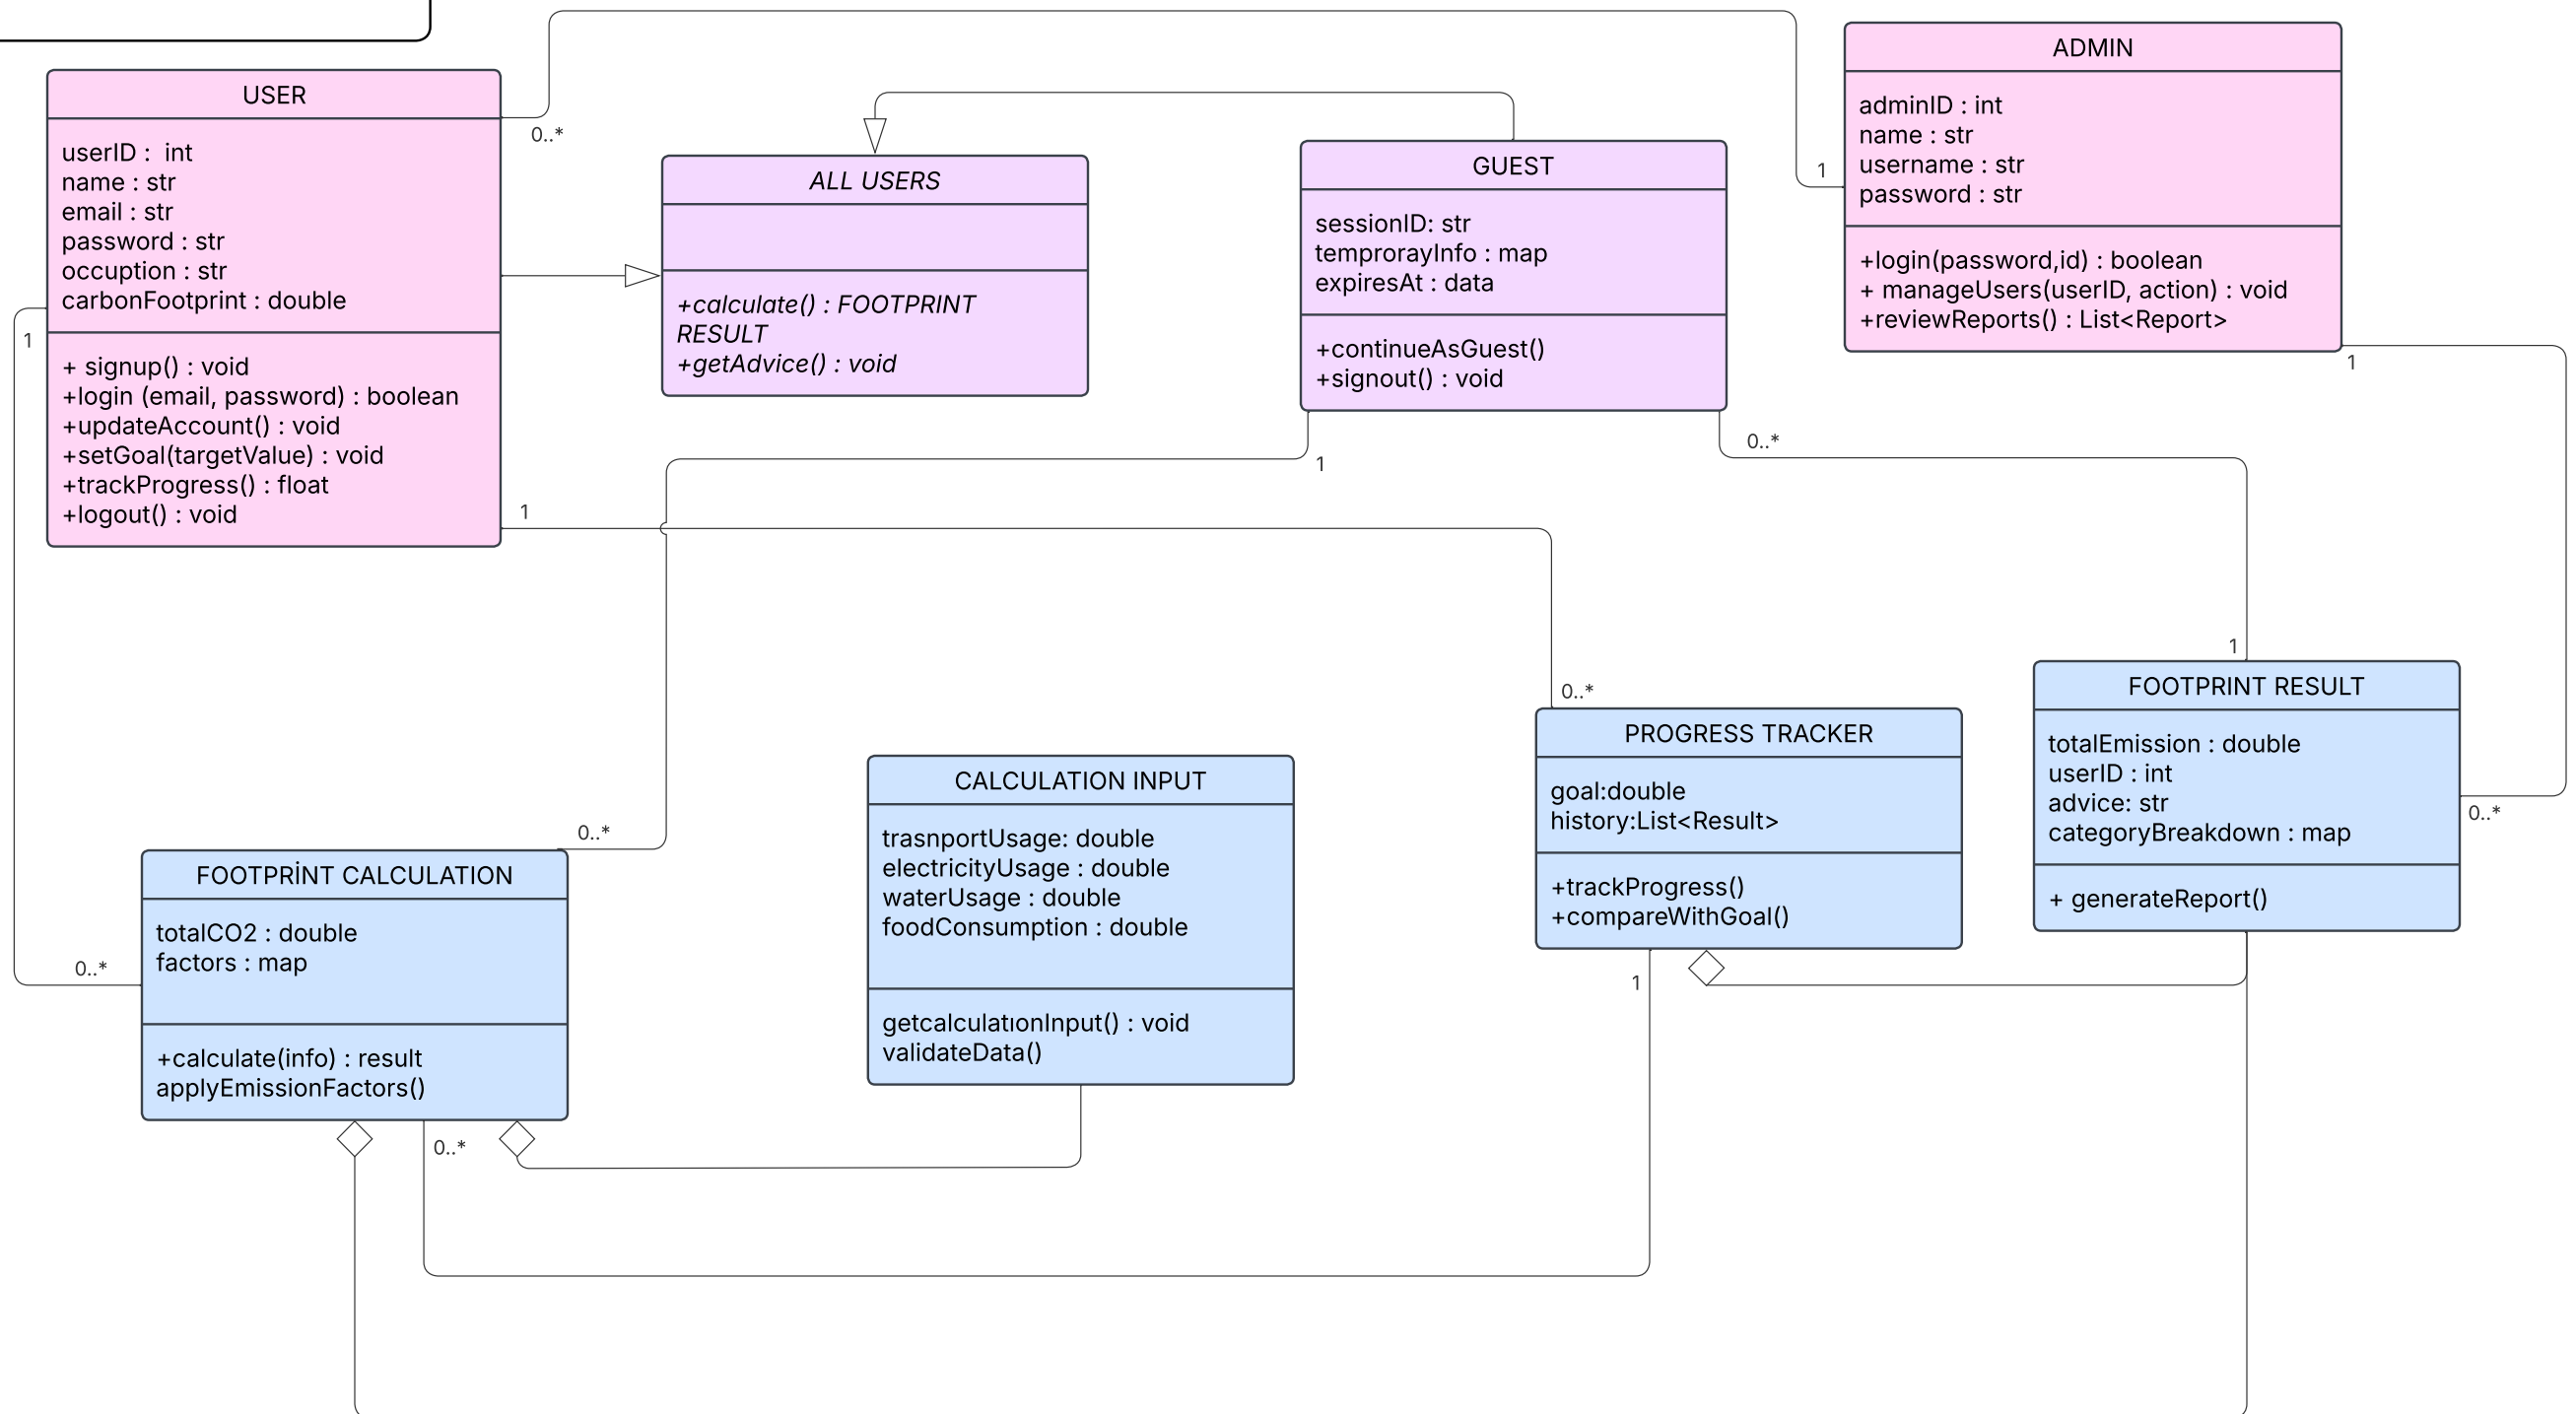 USER
userID :  int
name : str
email : str
password : str
occuption : str
carbonFootprint : double
+ signup() : void
+login (email, password) : boolean
+updateAccount() : void
+setGoal(targetValue) : void
+trackProgress() : float
+logout() : void
0..*
1
1
ALL USERS
+calculate() : FOOTPRINT
RESULT
+getAdvice() : void
GUEST
sessionID: str
temprorayInfo : map
expiresAt : data
+continueAsGuest()
+signout() : void
1
0..*
ADMIN
adminID : int
name : str
username : str
password : str
+login(password,id) : boolean
+ manageUsers(userID, action) : void
+reviewReports() : List<Report>
1
1
FOOTPRİNT CALCULATION
totalCO2 : double
factors : map
+calculate(info) : result
applyEmissionFactors()
0..*
0..*
0..*
CALCULATION INPUT
trasnportUsage: double
electricityUsage : double
waterUsage : double
foodConsumption : double
getcalculatıonInput() : void
validateData()
PROGRESS TRACKER
goal:double
history:List<Result>
+trackProgress()
+compareWithGoal()
0..*
1
FOOTPRINT RESULT
totalEmission : double
userID : int
advice: str
categoryBreakdown : map
+ generateReport()
1
0..*